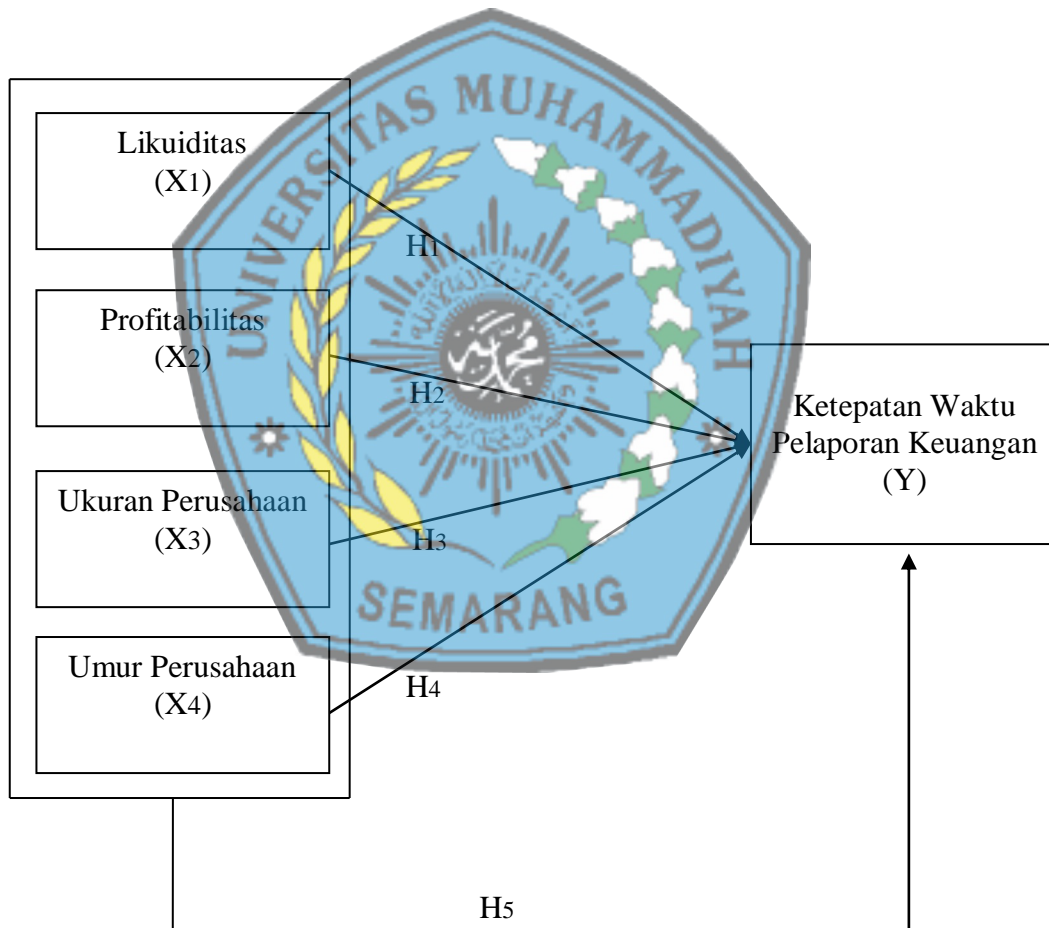 UNIVERSITAS MUHAMMADIYAH
SEMARANG
Likuiditas
(X1)
Profitabilitas
(X2)
Ukuran Perusahaan
(X3)
Umur Perusahaan
(X4)
H1
H2
H3
H4
Ketepatan Waktu
Pelaporan Keuangan
(Y)
H5